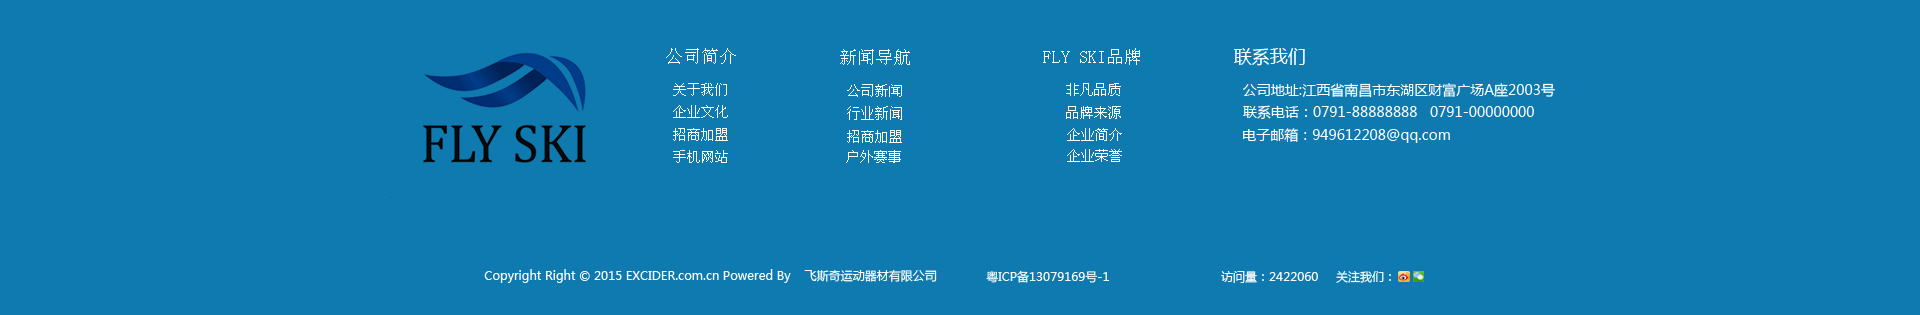 FLY SKI
公司简介
关于我们
企业文化
招商加盟
手机网站
新闻导航
公司新闻
行业新闻
招商加盟
户外赛事
FLY SKI品牌
非凡品质
品牌来源
企业简介
企业荣誉
联系我们
公司地址:江西省南昌市东湖区财富广场A座2003号
联系电话：0791-88888888 0791-00000000
电子邮箱：949612208@qq.com
Copyright Right © 2015 EXCIDER.com.cn Powered By 飞斯奇运动器材有限公司 粤ICP备13079169号-1 访问量：2422060 关注我们：